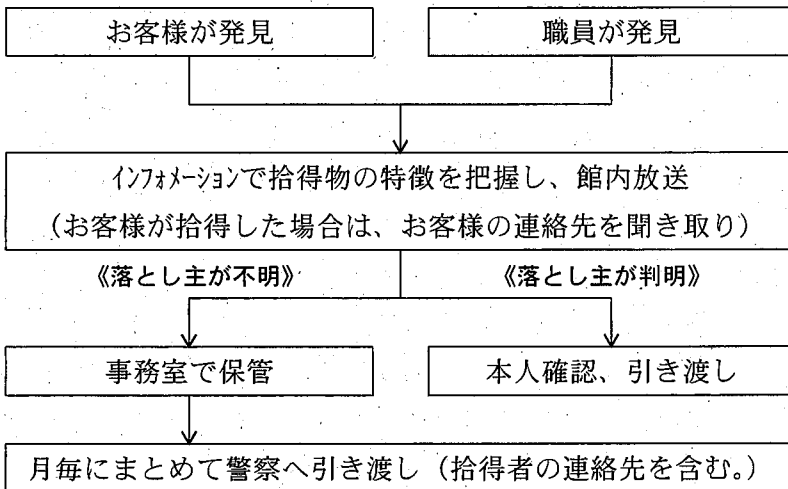 お客様が発見
職員が発見
インフォメーションで拾得物の特徴を把握し、館内放送
(お客様が拾得した場合は、お客様の連絡先を聞き取り)
《落とし主が不明》
《落とし主が判明》
事務室で保管
本人確認、引き渡し
月毎にまとめて警察へ引き渡し(拾得者の連絡先を含む。)